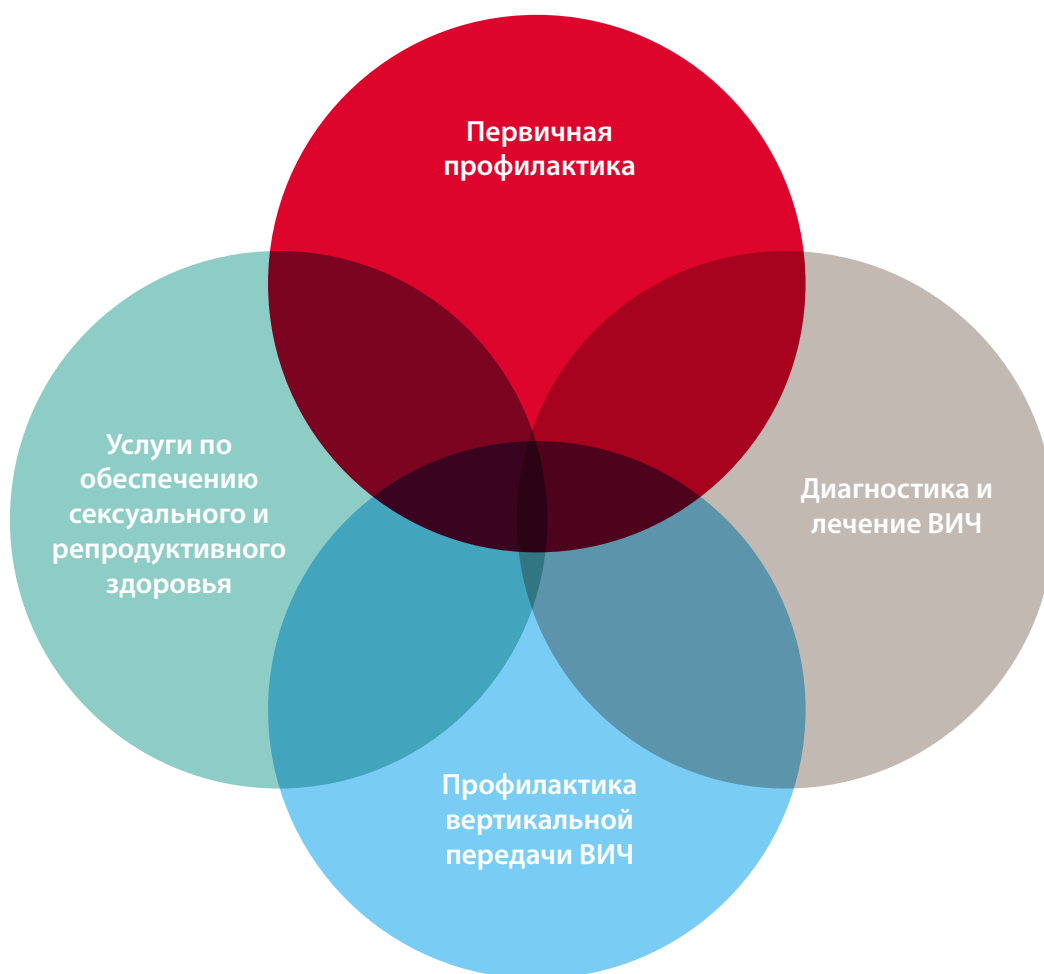 Первичная
профилактика
Услуги по
обеспечению
сексуального и
репродуктивного
здоровья
Диагностика и
лечение ВИЧ
Профилактика
вертикальной
передачи ВИЧ